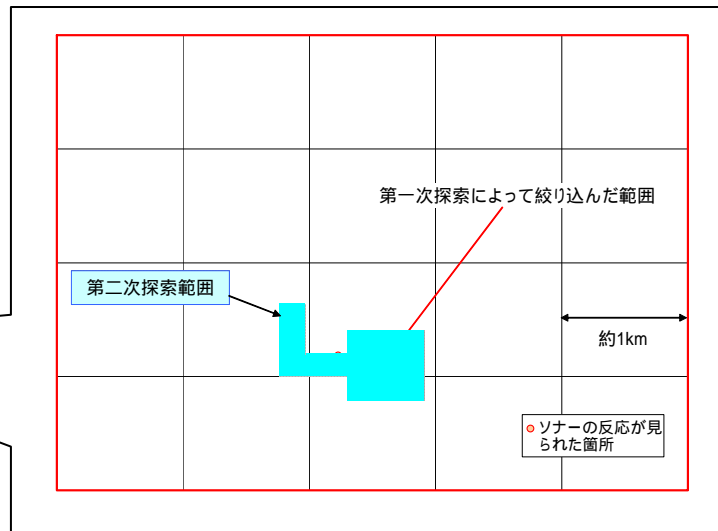 第一次探索によって絞り込んだ範囲
第二次探索範囲
約1km
ソナーの反応が見
られた箇所